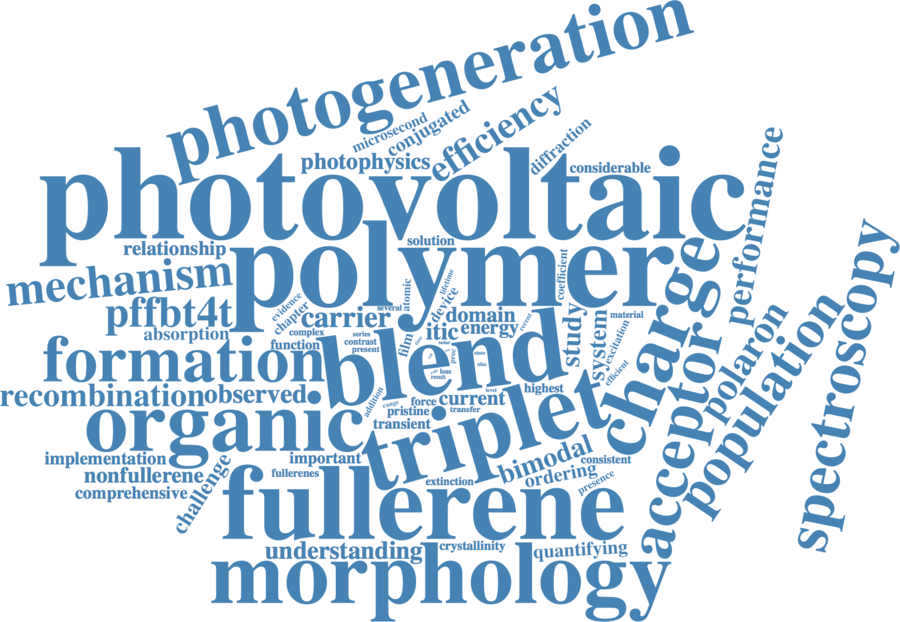 photogeneration
microsecond
conjugated
efficiency
diffraction
photophysics
considerable
photovoltaic
performance
relationship
solution
polymer
mechanism
spectroscopy
pffbt4t
absorption
evidence
chapter
several
atomic
lifetime
device
coefficient
carrier
complex
function
series
contrast
present
film
itic
domain
energy
recent
study
system
material
excitation
efficient
charge
formation
blend
loss
result
level
highest
polaron
population
acceptor
recombination
observed
addition
range
force
current
pristine
transfer
transient
triplet
organic
implementation
important
nonfullerene
fullerenes
comprehensive
challenge
extinction
bimodal
ordering
consistent
presence
fullerene
understanding
crystallinity
quantifying
morphology